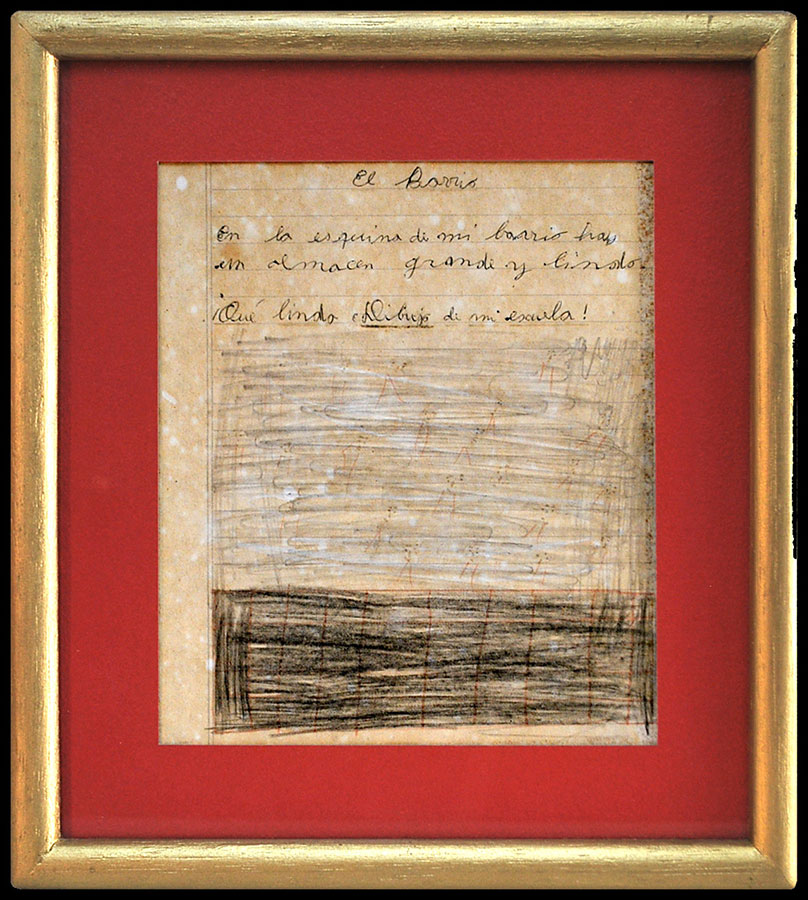 El Barrio
En la esquina de mi barrio hay
un almacen grande y lindo.
¡Qué lindo Dibujo de mi escuela!